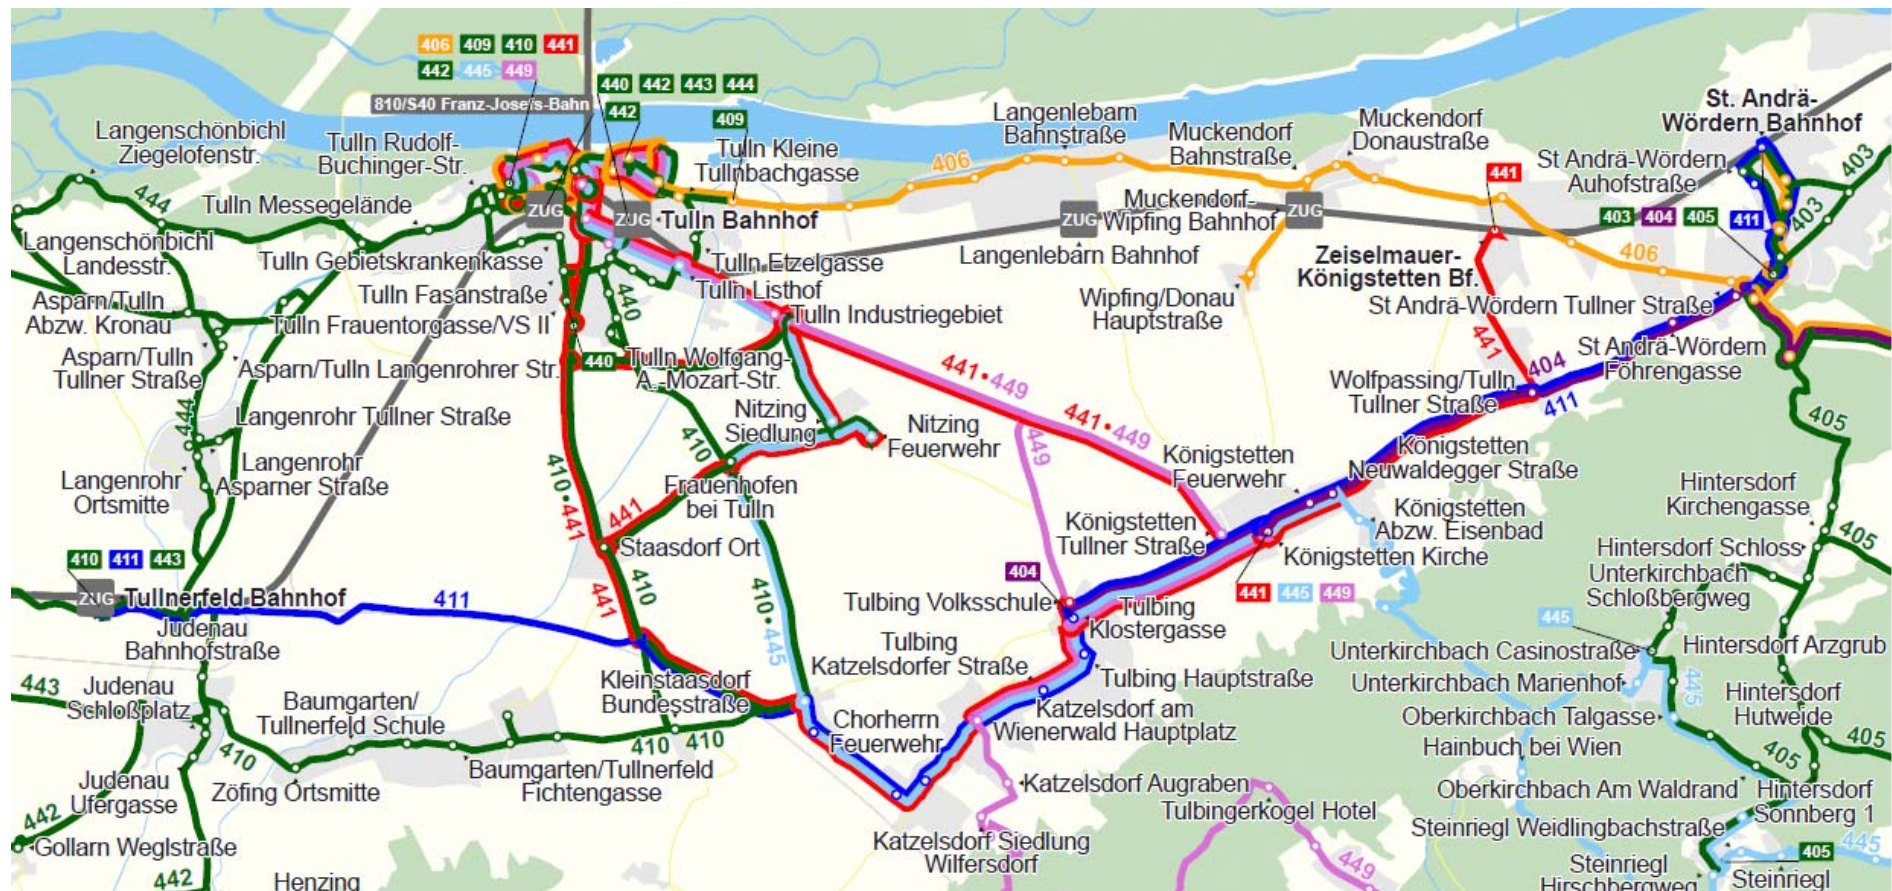 406 409 410 441
442 445 449
440 442 443 444
810/S40 Franz-Josefs-Bahn
442
409
St. Andrä-
Wördern Bahnhof
Langenschönbichl
Ziegelofenstr.
Tulln Rudolf-
Buchinger-Str.
Tulln Kleine
Tullnbachgasse
Langenlebarn
Bahnstraße
Muckendorf
Bahnstraße
Muckendorf
Donaustraße
St Andrä-Wördern
Auhofstraße
403
406
441
444
Tulln Messegelände
ZUG
ZUG
Tulln Bahnhof
ZUG
Muckendorf-
Wipfing Bahnhof
ZUG
403 404 405
411
403
Langenschönbichl
Landesstr.
Tulln Gebietskrankenkasse
Tulln Etzelgasse
Langenlebarn Bahnhof
Zeiselmauer-
Königstetten Bf.
406
Tulln Fasanstraße
440
Tulln Listhof
Wipfing/Donau
Hauptstraße
St Andrä-Wördern Tullner Straße
Asparn/Tulln
Abzw. Kronau
Tulln Frauentorgasse/VS II
Tulln Industriegebiet
441
Asparn/Tulln
Tullner Straße
Asparn/Tulln Langenrohrer Str.
440
Tulln Wolfgang-
A.-Mozart-Str.
441•449
St Andrä-Wördern
Föhrengasse
404
Wolfpassing/Tulln
Tullner Straße
411
444
Langenrohr Tullner Straße
Nitzing
Siedlung
410
Nitzing
Feuerwehr
441•449
449
405
Königstetten
Feuerwehr
Königstetten
Neuwaldegger Straße
Langenrohr
Ortsmitte
Langenrohr
Asparner Straße
410•441
Frauenhofen
bei Tulln
441
Hintersdorf
Kirchengasse
Königstetten
Tullner Straße
Königstetten
Abzw. Eisenbad
Königstetten Kirche
405
Staasdorf Ort
Hintersdorf Schloss
410 411 443
404
441 445 449
Unterkirchbach
Schloßbergweg
ZUG
Tullnerfeld Bahnhof
411
441
410
410•445
Tulbing Volksschule
Tulbing
Klostergasse
445
Judenau
Bahnhofstraße
Tulbing
Katzelsdorfer Straße
Unterkirchbach Casinostraße
Hintersdorf Arzgrub
443
Judenau
Schloßplatz
Baumgarten/
Tullnerfeld Schule
Kleinstaasdorf
Bundesstraße
Tulbing Hauptstraße
Unterkirchbach Marienhof
445
Hintersdorf
Hutweide
Chorherrn
Feuerwehr
Katzelsdorf am
Wienerwald Hauptplatz
Oberkirchbach Talgasse
Hainbuch bei Wien
405
405
410
410
410
Judenau
Ufergasse
Zöfing Ortsmitte
Baumgarten/Tullnerfeld
Fichtengasse
Katzelsdorf Augraben
Tulbingerkogel Hotel
Oberkirchbach Am Waldrand
Hintersdorf
Sonnberg 1
442
Gollarn Weglstraße
Katzelsdorf Siedlung
Wilfersdorf
Steinriegl Weidlingbachstraße
445
405
449
442
Henzing
Steinriegl
Hirschbergweg
Steinriegl